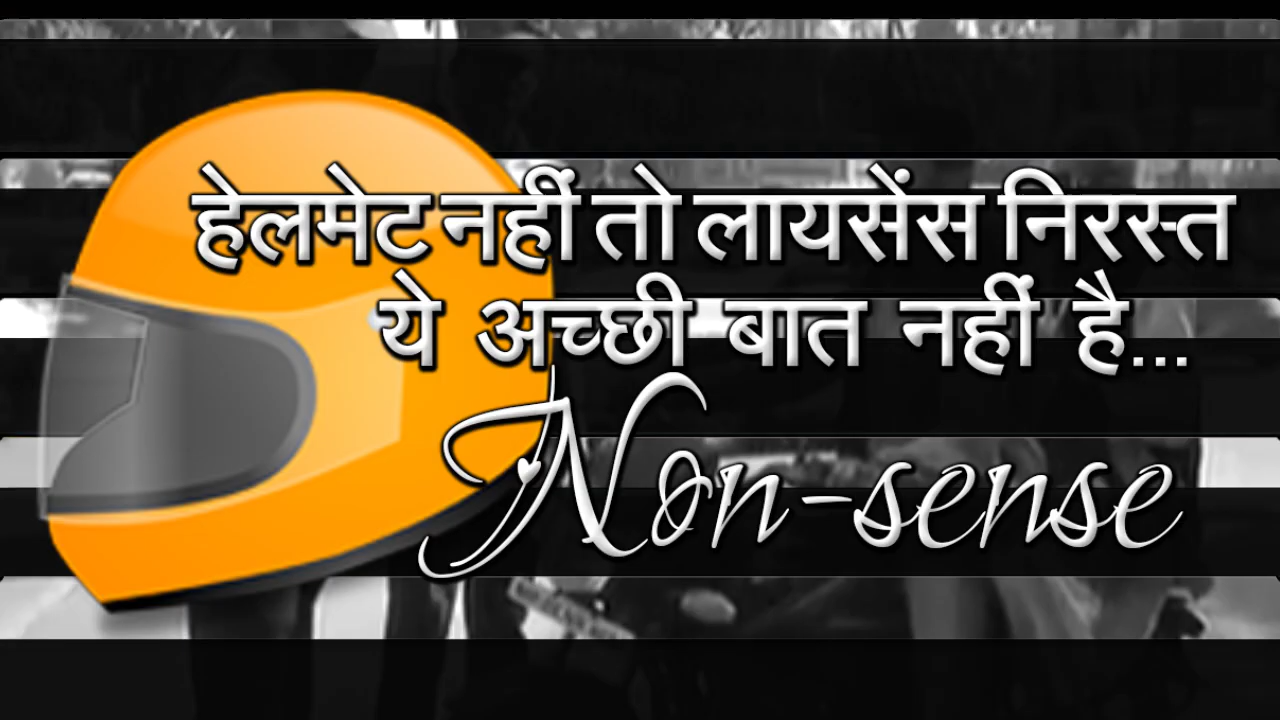 हेलमेट नहीं तो लायसेंस निरस्त
ये अच्छी बात नहीं है...
Non-sense